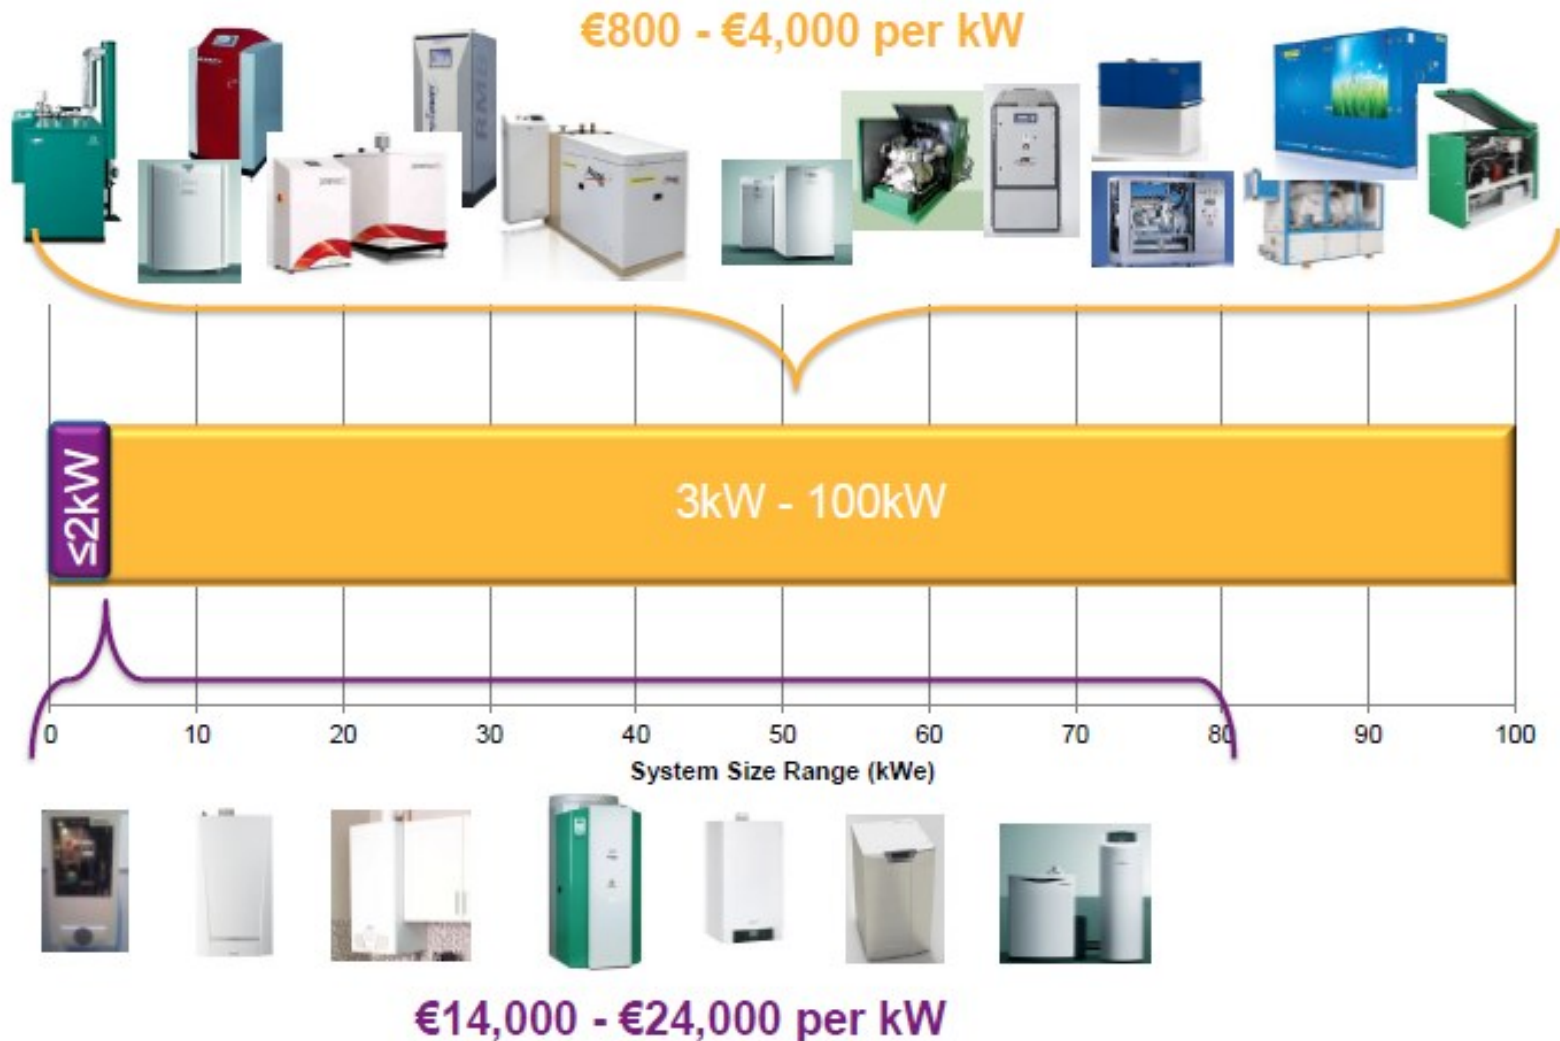 €800 - €4,000 per kW
RMB
≤2kW
3kW - 100kW
0 10 20 30 40 50 60 70 80 90 100
System Size Range (kWe)
€14,000 - €24,000 per kW